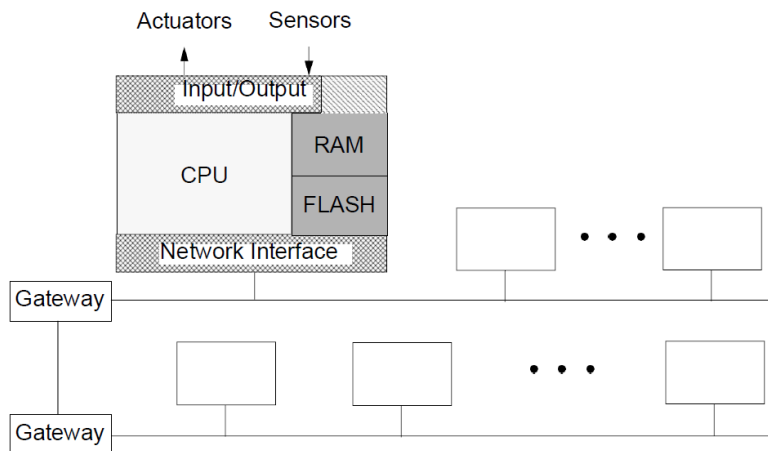 Actuators Sensors
Input/Output
RAM
CPU
FLASH
Network Interface
Gateway
Gateway